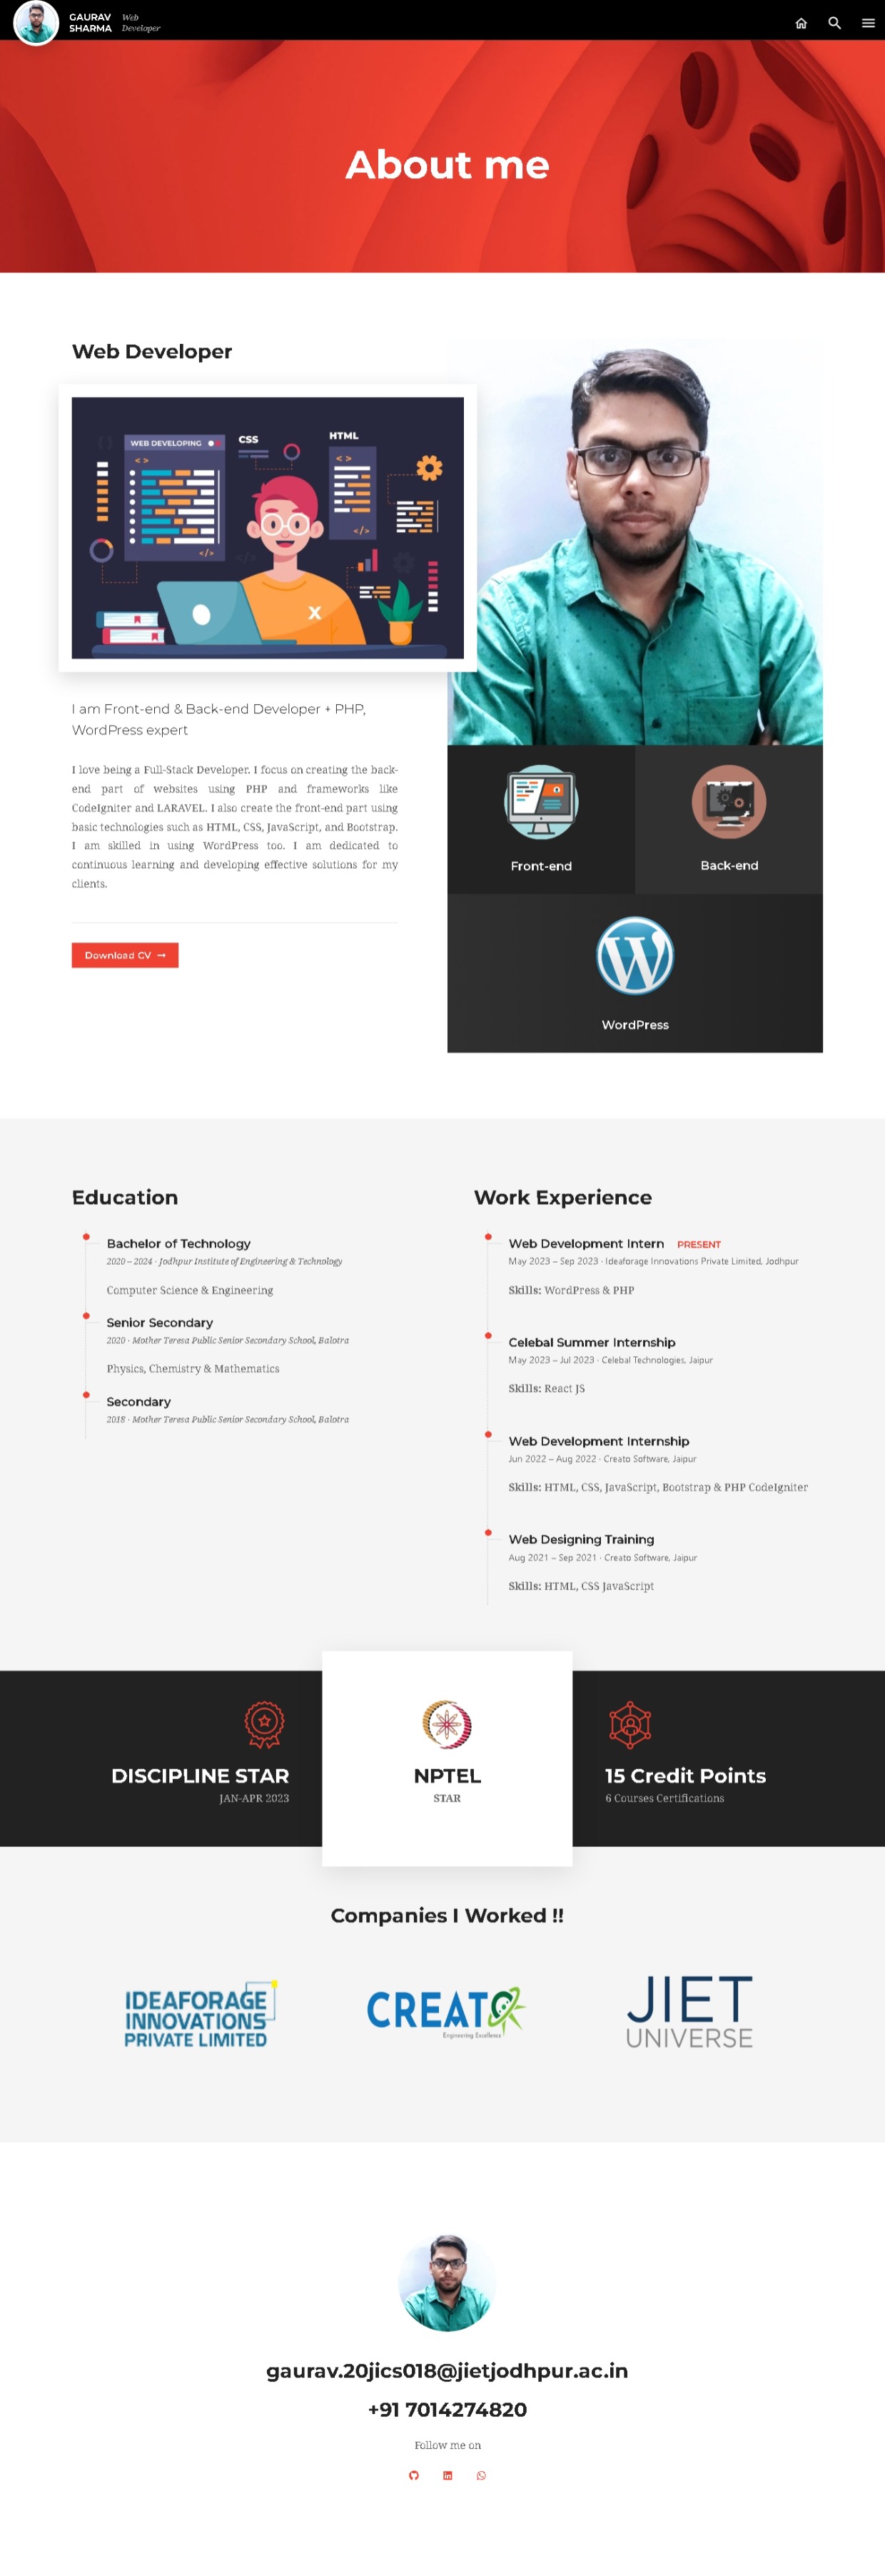 GAURAV
SHARMA
Web
Developer
About me
Web Developer
WEB DEVELOPING
CSS
HTML
< >
< >
</>
</>
</>
X
I am Front-end & Back-end Developer + PHP,
WordPress expert
I love being a Full-Stack Developer. I focus on creating the back-
end part of websites using PHP and frameworks like
CodeIgniter and LARAVEL. I also create the front-end part using
basic technologies such as HTML, CSS, JavaScript, and Bootstrap.
I am skilled in using WordPress too. I am dedicated to
continuous learning and developing effective solutions for my
clients.
Download CV →
Front-end
Back-end
WordPress
Education
Bachelor of Technology
2020 – 2024 · Jodhpur Institute of Engineering & Technology
Computer Science & Engineering
Senior Secondary
2020 · Mother Teresa Public Senior Secondary School, Balotra
Physics, Chemistry & Mathematics
Secondary
2018 · Mother Teresa Public Senior Secondary School, Balotra
Work Experience
Web Development Intern PRESENT
May 2023 – Sep 2023 · Ideaforage Innovations Private Limited, Jodhpur
Skills: WordPress & PHP
Celebal Summer Internship
May 2023 – Jul 2023 · Celebal Technologies, Jaipur
Skills: React JS
Web Development Internship
Jun 2022 – Aug 2022 · Creato Software, Jaipur
Skills: HTML, CSS, JavaScript, Bootstrap & PHP CodeIgniter
Web Designing Training
Aug 2021 – Sep 2021 · Creato Software, Jaipur
Skills: HTML, CSS JavaScript
DISCIPLINE STAR
JAN-APR 2023
NPTEL
STAR
15 Credit Points
6 Courses Certifications
Companies I Worked !!
IDEAFORAGE
INNOVATIONS
PRIVATE LIMITED
CREATO
Engineering Excellence
JIET
UNIVERSE
gaurav.20jics018@jietjodhpur.ac.in
+91 7014274820
Follow me on